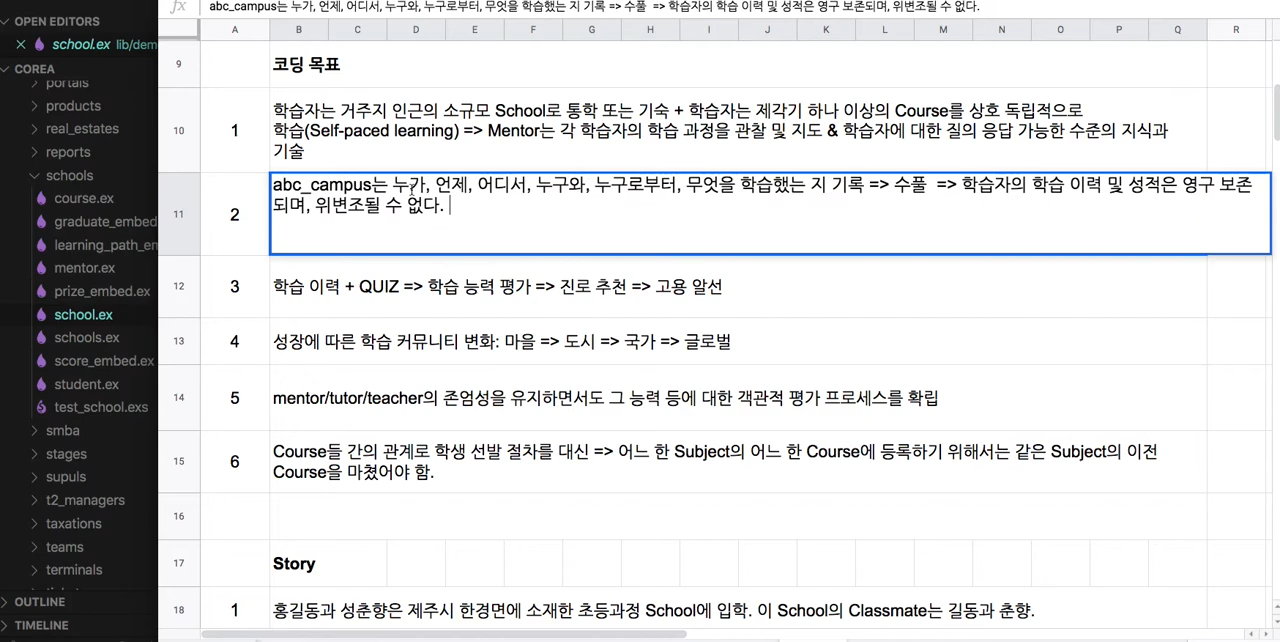 fx abc_campus는 누가, 언제, 어디서, 누구와, 누구로부터, 무엇을 학습했는 지 기록 => 수풀  => 학습자의 학습 이력 및 성적은 영구 보존되며, 위변조될 수 없다.
OPEN EDITORS
school.ex lib/demo
COREA
portals
products
real_estates
reports
schools
course.ex
graduate_embed
learning_path_em
mentor.ex
prize_embed.ex
school.ex
schools.ex
score_embed.ex
student.ex
test_school.exs
smba
stages
supuls
t2_managers
taxations
teams
terminals
OUTLINE
TIMELINE
A B C D E F G H I J K L M N O P Q R
9 코딩 목표
10 1 학습자는 거주지 인근의 소규모 School로 통학 또는 기숙 + 학습자는 제각기 하나 이상의 Course를 상호 독립적으로
학습(Self-paced learning) => Mentor는 각 학습자의 학습 과정을 관찰 및 지도 & 학습자에 대한 질의 응답 가능한 수준의 지식과
기술
11 2 abc_campus는 누가, 언제, 어디서, 누구와, 누구로부터, 무엇을 학습했는 지 기록 => 수풀  => 학습자의 학습 이력 및 성적은 영구 보존
되며, 위변조될 수 없다.
12 3 학습 이력 + QUIZ => 학습 능력 평가 => 진로 추천 => 고용 알선
13 4 성장에 따른 학습 커뮤니티 변화: 마을 => 도시 => 국가 => 글로벌
14 5 mentor/tutor/teacher의 존엄성을 유지하면서도 그 능력 등에 대한 객관적 평가 프로세스를 확립
15 6 Course들 간의 관계로 학생 선발 절차를 대신 => 어느 한 Subject의 어느 한 Course에 등록하기 위해서는 같은 Subject의 이전
Course을 마쳤어야 함.
16
17 Story
18 1 홍길동과 성춘향은 제주시 한경면에 소재한 초등과정 School에 입학. 이 School의 Classmate는 길동과 춘향.